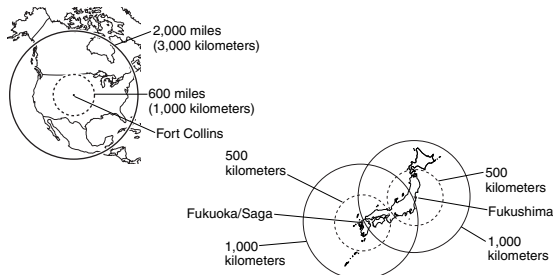 2,000 miles
(3,000 kilometers)
600 miles
(1,000 kilometers)
Fort Collins
500
kilometers
500
kilometers
Fukuoka/Saga
Fukushima
1,000
kilometers
1,000
kilometers